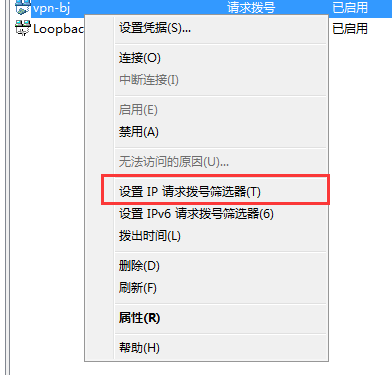 vpn-bj 请求拨号 已启用
Loopbac 已启用
设置凭据(S)...
连接(O)
中断连接(I)
启用(E)
禁用(A)
无法访问的原因(U)...
设置 IP 请求拨号筛选器(T)
设置 IPv6 请求拨号筛选器(6)
拨出时间(L)
删除(D)
刷新(F)
属性(R)
帮助(H)